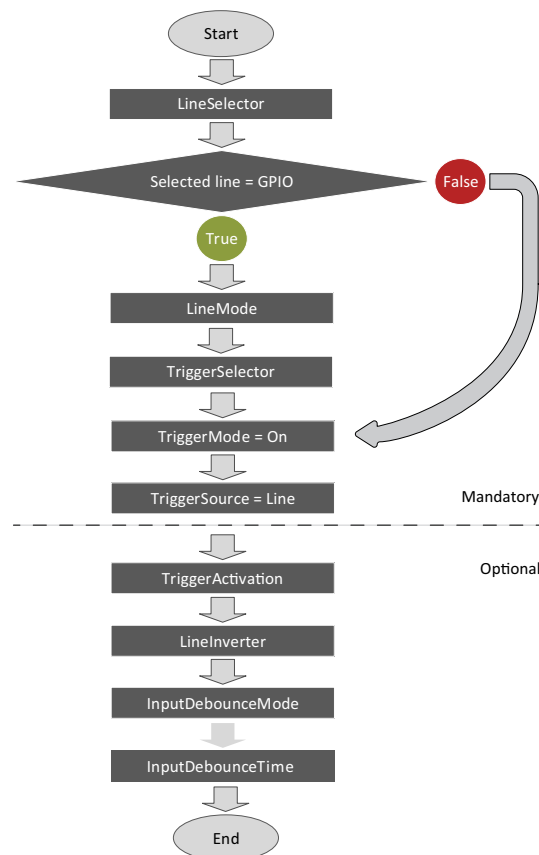 Start
LineSelector
Selected line = GPIO
False
True
LineMode
TriggerSelector
TriggerMode = On
TriggerSource = Line
Mandatory
Optional
TriggerActivation
LineInverter
InputDebounceMode
InputDebounceTime
End